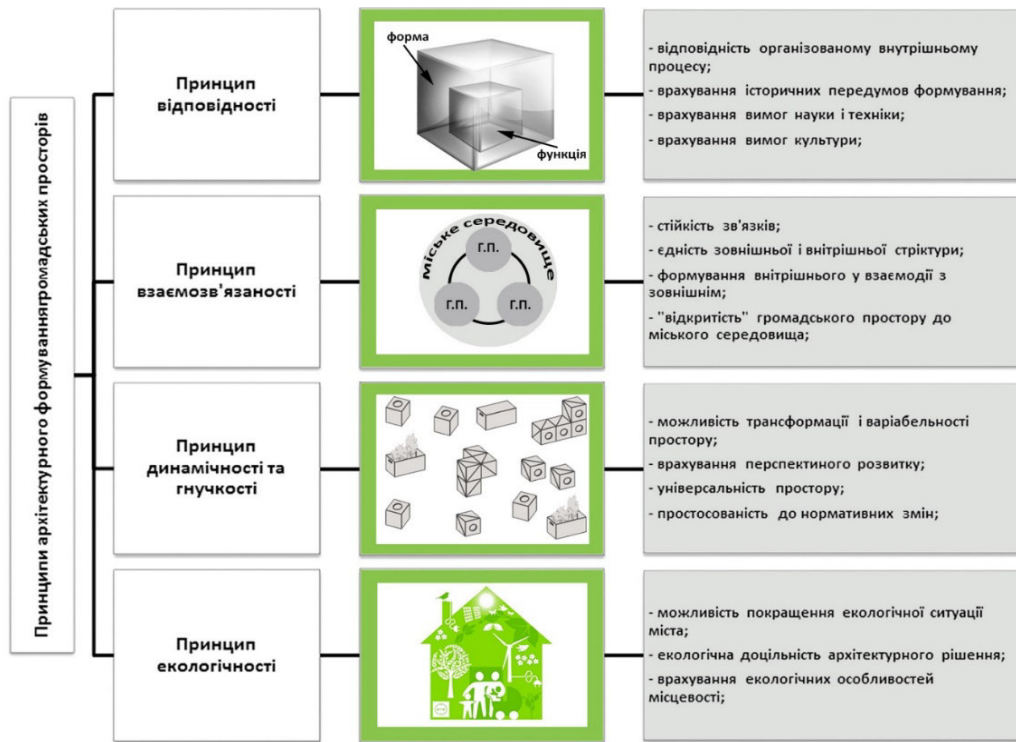 Принципи архітектурного формуваннягромадських просторів
Принцип
відповідності
форма
функція
- відповідність організованому внутрішньому
процесу;
- врахування історичних передумов формування;
- врахування вимог науки і техніки;
- врахування вимог культури;
Принцип
взаємозв'язаності
міське середовище
Г.П.
Г.П.
Г.П.
- стійкість зв'язків;
- єдність зовнішньої і внітрішньої стріктури;
- формування внітрішнього у взаємодії з
зовнішнім;
- "відкритість" громадського простору до
міського середовища;
Принцип
динамічності та
гнучкості
- можливість трансформації і варіабельності
простору;
- врахування перспектиного розвитку;
- універсальність простору;
- простосованість до нормативних змін;
Принцип
екологічності
- можливість покращення екологічної ситуації
міста;
- екологічна доцільність архітектурного рішення;
- врахування екологічних особливостей
місцевості;